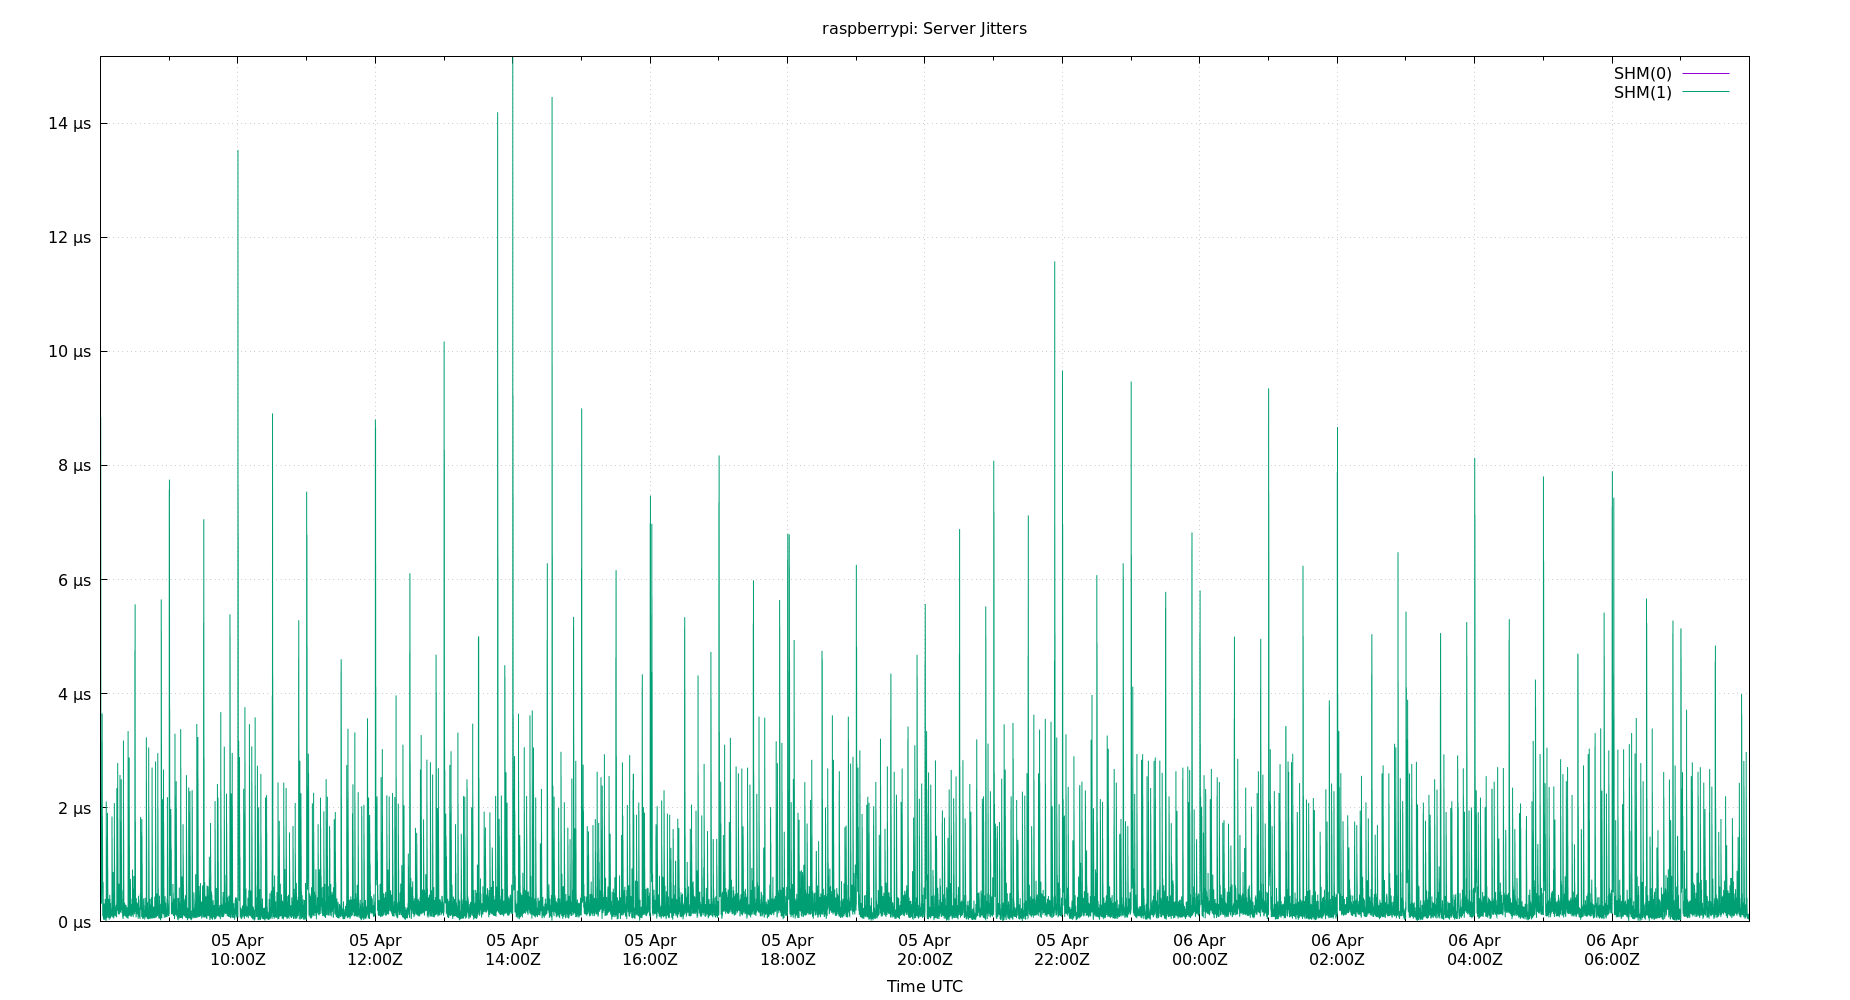 raspberrypi: Server Jitters
SHM(0)
SHM(1)
14 µs
12 µs
10 µs
8 µs
6 µs
4 µs
2 µs
0 µs
05 Apr 05 Apr 05 Apr 05 Apr 05 Apr 05 Apr 05 Apr 06 Apr 06 Apr 06 Apr 06 Apr
10:00Z 12:00Z 14:00Z 16:00Z 18:00Z 20:00Z 22:00Z 00:00Z 02:00Z 04:00Z 06:00Z
Time UTC